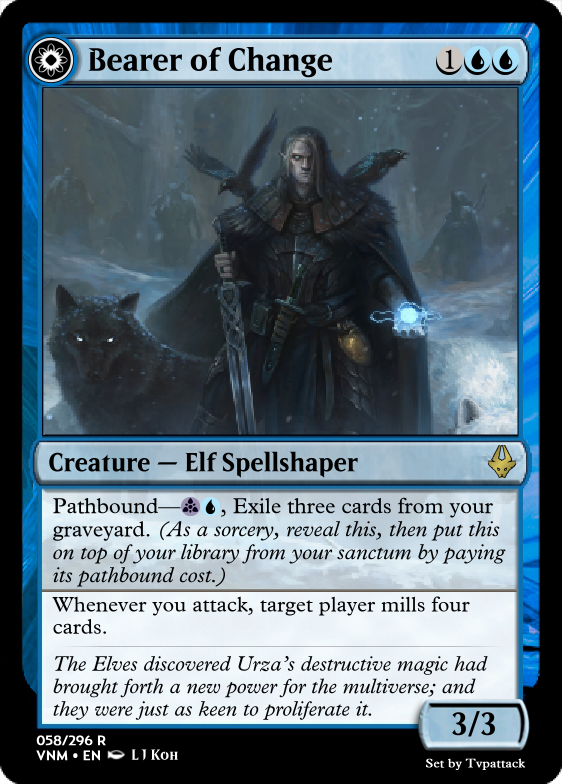 Bearer of Change 1
Creature — Elf Spellshaper
Pathbound— , Exile three cards from your
graveyard. (As a sorcery, reveal this, then put this
on top of your library from your sanctum by paying
its pathbound cost.)
Whenever you attack, target player mills four
cards.
The Elves discovered Urza's destructive magic had
brought forth a new power for the multiverse; and
they were just as keen to proliferate it.
3/3
058/296 R
VNM • EN LJ Koh
Set by Tvpattack